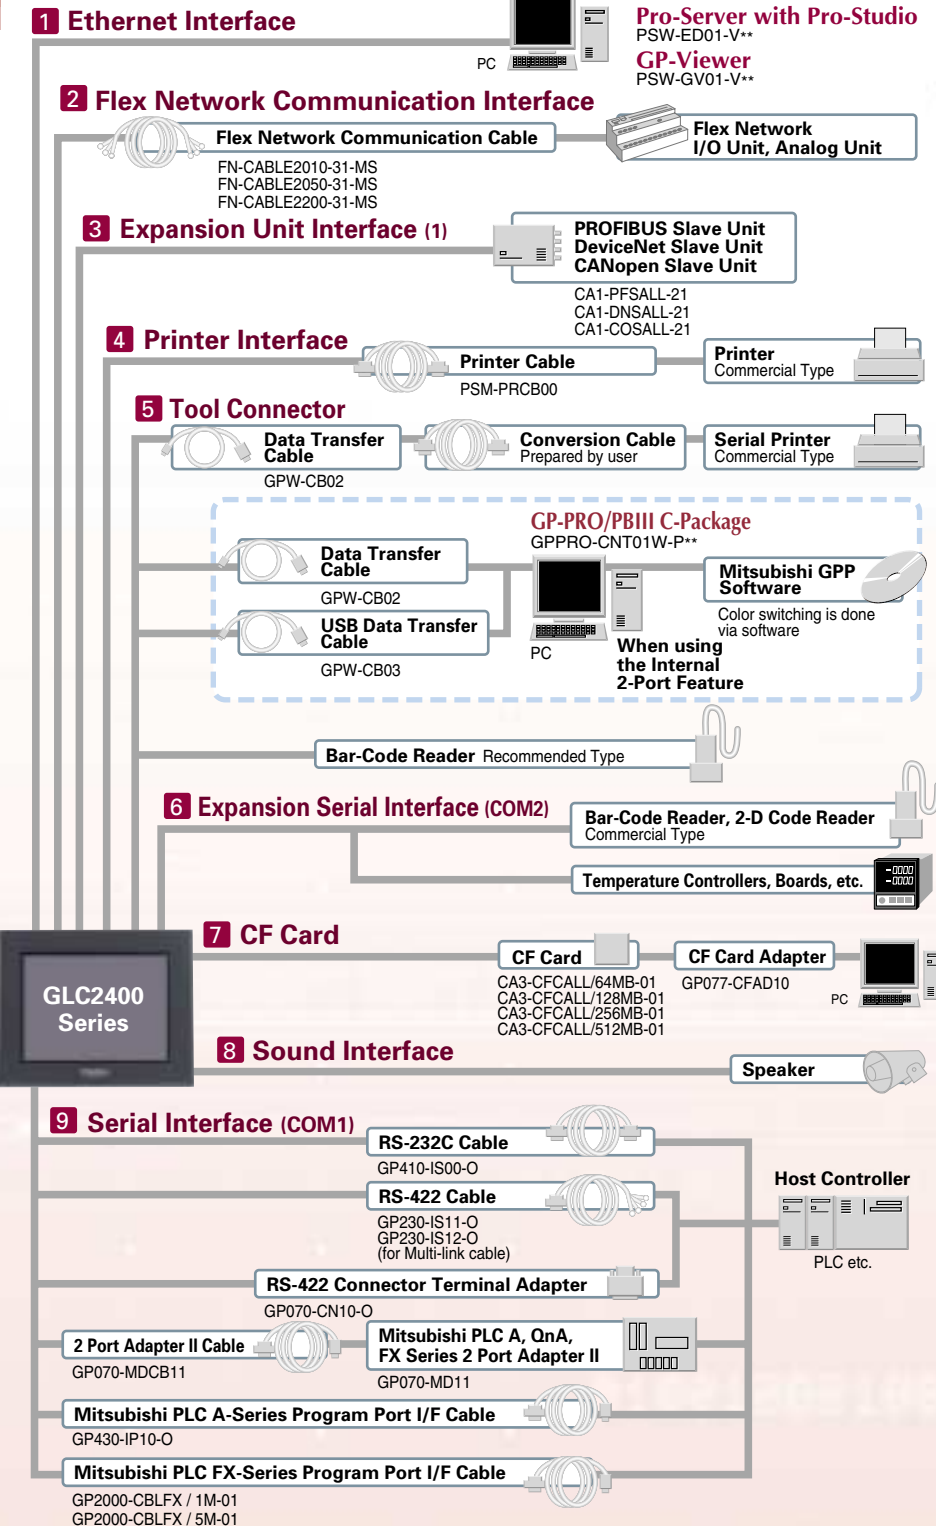 1 Ethernet Interface
PC
Pro-Server with Pro-Studio
PSW-ED01-V**
GP-Viewer
PSW-GV01-V**
2 Flex Network Communication Interface
Flex Network Communication Cable
FN-CABLE2010-31-MS
FN-CABLE2050-31-MS
FN-CABLE2200-31-MS
Flex Network
I/O Unit, Analog Unit
3 Expansion Unit Interface (1)
PROFIBUS Slave Unit
DeviceNet Slave Unit
CANopen Slave Unit
CA1-PFSALL-21
CA1-DNSALL-21
CA1-COSALL-21
4 Printer Interface
Printer Cable
PSM-PRCB00
Printer
Commercial Type
5 Tool Connector
Data Transfer
Cable
GPW-CB02
Conversion Cable
Prepared by user
Serial Printer
Commercial Type
GP-PRO/PBIII C-Package
GPPRO-CNT01W-P**
Data Transfer
Cable
GPW-CB02
USB Data Transfer
Cable
GPW-CB03
PC
When using
the Internal
2-Port Feature
Mitsubishi GPP
Software
Color switching is done
via software
Bar-Code Reader Recommended Type
6 Expansion Serial Interface (COM2)
Bar-Code Reader, 2-D Code Reader
Commercial Type
Temperature Controllers, Boards, etc.
7 CF Card
CF Card
CA3-CFCALL/64MB-01
CA3-CFCALL/128MB-01
CA3-CFCALL/256MB-01
CA3-CFCALL/512MB-01
CF Card Adapter
GP077-CFAD10
PC
GLC2400
Series
8 Sound Interface
Speaker
9 Serial Interface (COM1)
RS-232C Cable
GP410-IS00-O
RS-422 Cable
GP230-IS11-O
GP230-IS12-O
(for Multi-link cable)
Host Controller
PLC etc.
RS-422 Connector Terminal Adapter
GP070-CN10-O
2 Port Adapter II Cable
GP070-MDCB11
Mitsubishi PLC A, QnA,
FX Series 2 Port Adapter II
GP070-MD11
Mitsubishi PLC A-Series Program Port I/F Cable
GP430-IP10-O
Mitsubishi PLC FX-Series Program Port I/F Cable
GP2000-CBLFX / 1M-01
GP2000-CBLFX / 5M-01